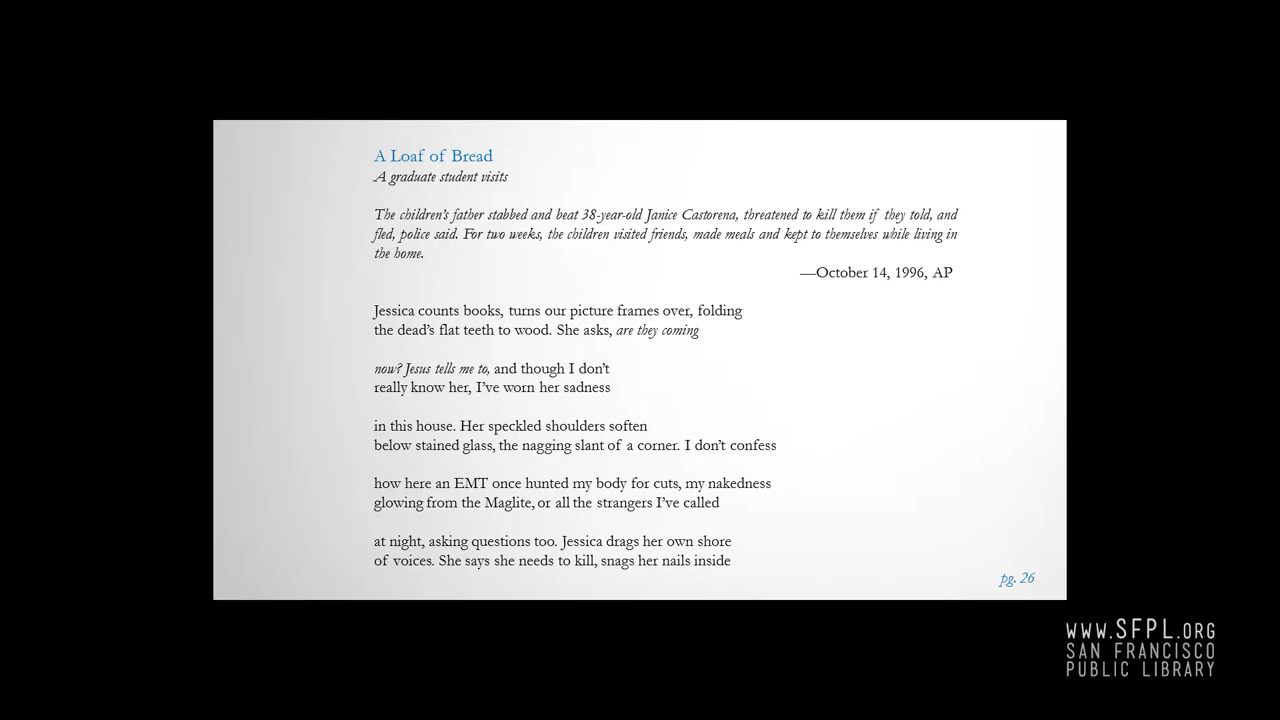 A Loaf of Bread
A graduate student visits
The children's father stabbed and beat 38-year-old Janice Castorena, threatened to kill them if they told, and
fled, police said. For two weeks, the children visited friends, made meals and kept to themselves while living in
the home.
—October 14, 1996, AP
Jessica counts books, turns our picture frames over, folding
the dead's flat teeth to wood. She asks, are they coming
now? Jesus tells me to, and though I don't
really know her, I've worn her sadness
in this house. Her speckled shoulders soften
below stained glass, the nagging slant of a corner. I don't confess
how here an EMT once hunted my body for cuts, my nakedness
glowing from the Maglite, or all the strangers I've called
at night, asking questions too. Jessica drags her own shore
of voices. She says she needs to kill, snags her nails inside
pg. 26
WWW.SFPL.ORG
SAN FRANCISCO
PUBLIC LIBRARY